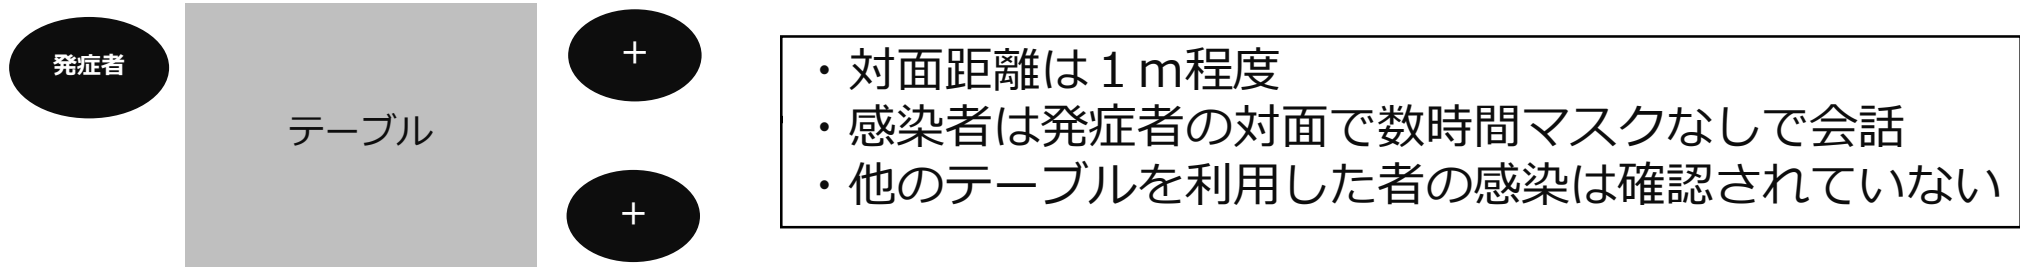 発症者
テーブル
＋
＋
・対面距離は１ｍ程度
・感染者は発症者の対面で数時間マスクなしで会話
・他のテーブルを利用した者の感染は確認されていない